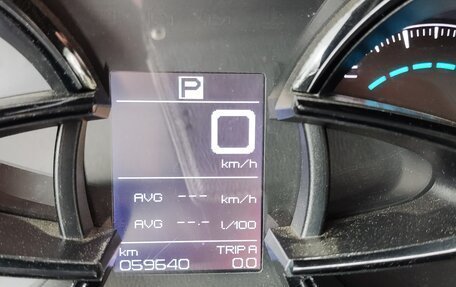 P
0
km/h
AVG --- km/h
AVG --.- l/100
km TRIP A
059640 0.0